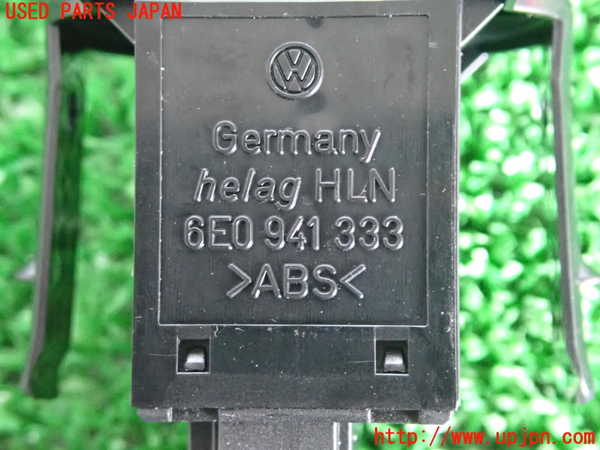 USED PARTS JAPAN
Germany
helag HLN
6E0 941 333
>ABS<
http://www.upjpn.com